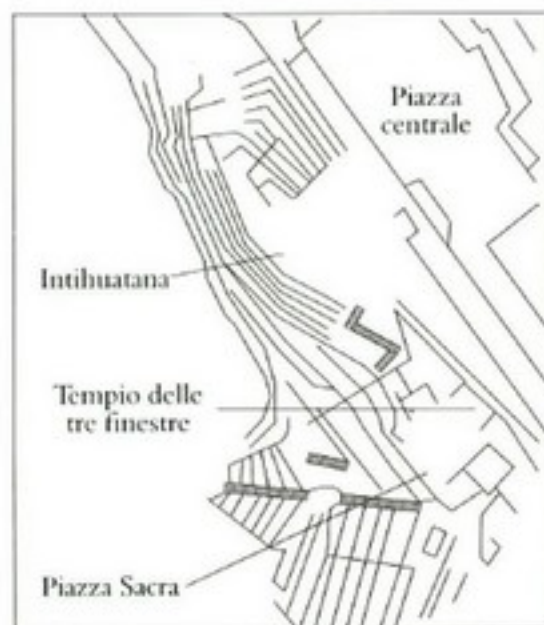 Piazza
centrale
Intihuatana
Tempio delle
tre finestre
Piazza Sacra